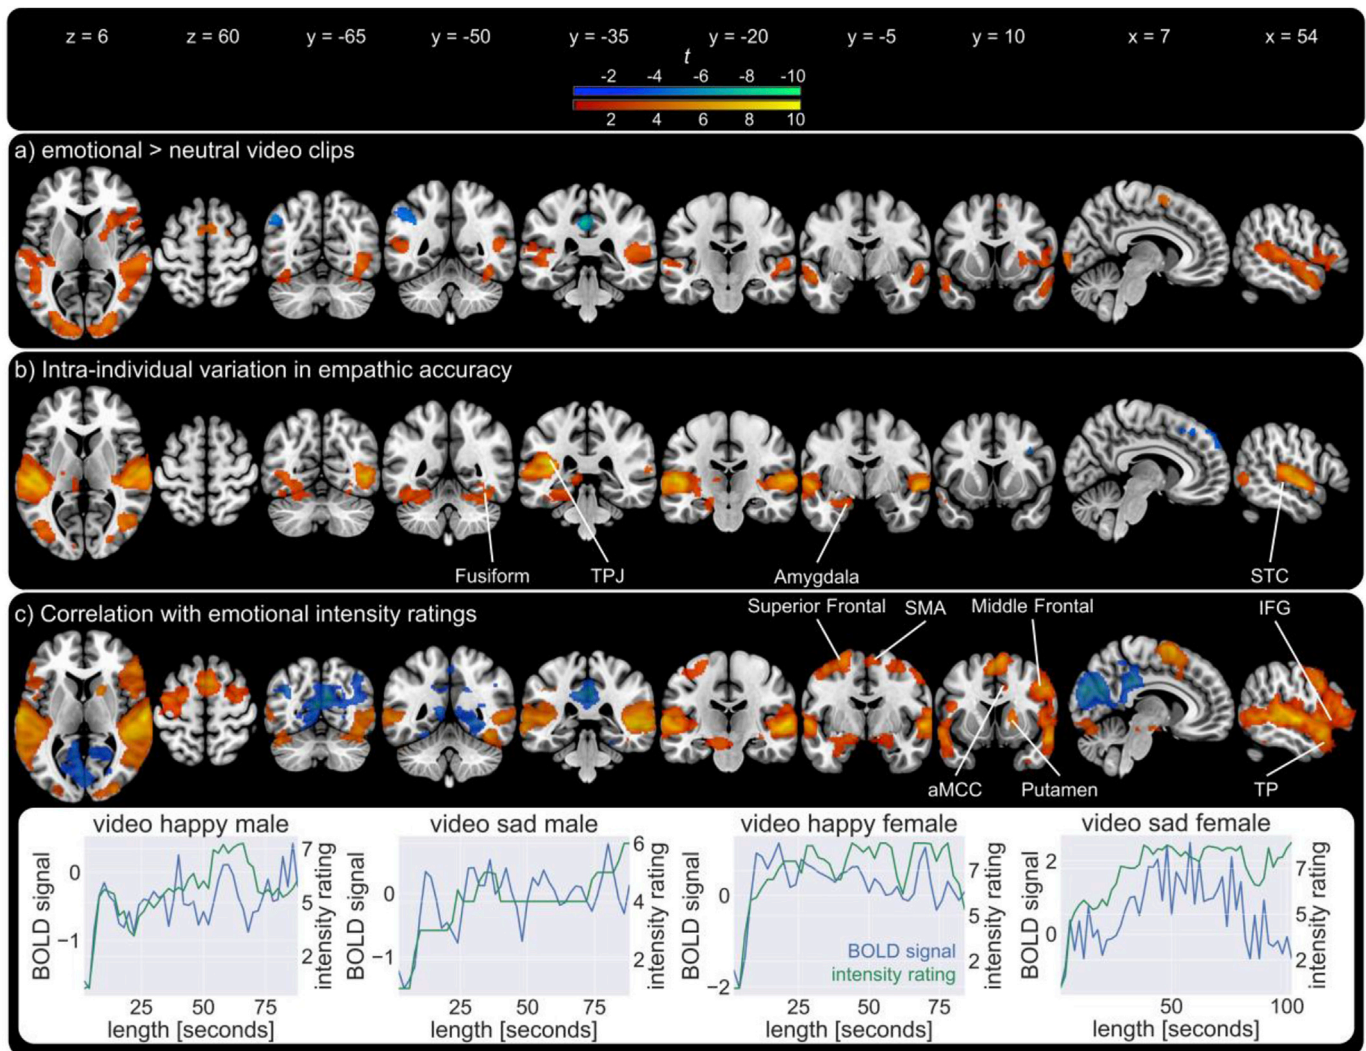 z = 6 z = 60 y = -65 y = -50 y = -35 y = -20 y = -5 y = 10 x = 7 x = 54
t
-2 -4 -6 -8 -10
2 4 6 8 10
a) emotional > neutral video clips
b) Intra-individual variation in empathic accuracy
Fusiform TPJ Amygdala STC
c) Correlation with emotional intensity ratings
Superior Frontal SMA Middle Frontal IFG
aMCC Putamen TP
video happy male
BOLD signal
0
−1
7
5
2
intensity rating
25 50 75
length [seconds]
video sad male
BOLD signal
0
−1
6
4
2
intensity rating
25 50 75
length [seconds]
video happy female
BOLD signal
0
−2
7
5
2
intensity rating
BOLD signal
intensity rating
25 50 75
length [seconds]
video sad female
BOLD signal
2
0
7
5
2
intensity rating
50 100
length [seconds]